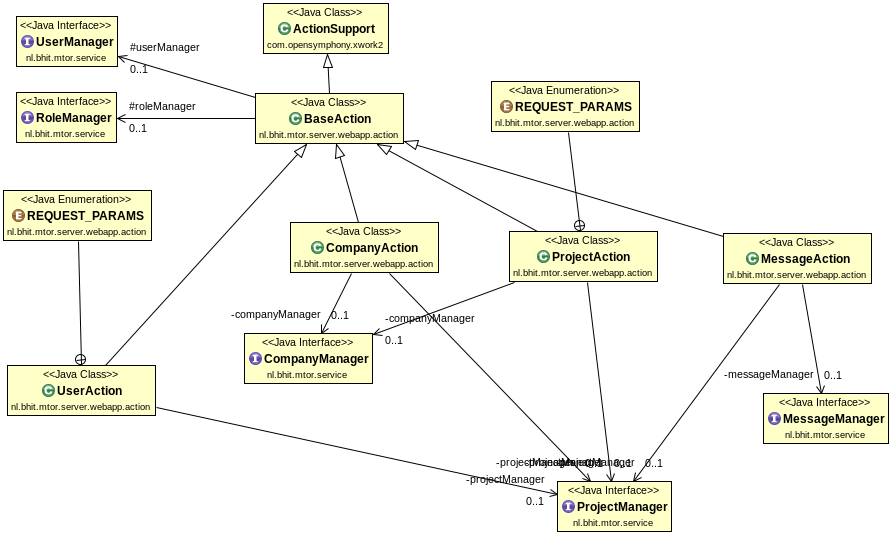 <<Java Interface>>
UserManager
nl.bhit.mtor.service
<<Java Class>>
ActionSupport
com.opensymphony.xwork2
#userManager
0..1
<<Java Interface>>
RoleManager
nl.bhit.mtor.service
#roleManager
0..1
<<Java Class>>
BaseAction
nl.bhit.mtor.server.webapp.action
<<Java Enumeration>>
REQUEST_PARAMS
nl.bhit.mtor.server.webapp.action
<<Java Enumeration>>
REQUEST_PARAMS
nl.bhit.mtor.server.webapp.action
<<Java Class>>
CompanyAction
nl.bhit.mtor.server.webapp.action
<<Java Class>>
ProjectAction
nl.bhit.mtor.server.webapp.action
<<Java Class>>
MessageAction
nl.bhit.mtor.server.webapp.action
-companyManager
0..1
-companyManager
0..1
<<Java Interface>>
CompanyManager
nl.bhit.mtor.service
<<Java Class>>
UserAction
nl.bhit.mtor.server.webapp.action
-messageManager
0..1
<<Java Interface>>
MessageManager
nl.bhit.mtor.service
0..1
0..1
0..1
-projectManager
0..1
<<Java Interface>>
ProjectManager
nl.bhit.mtor.service